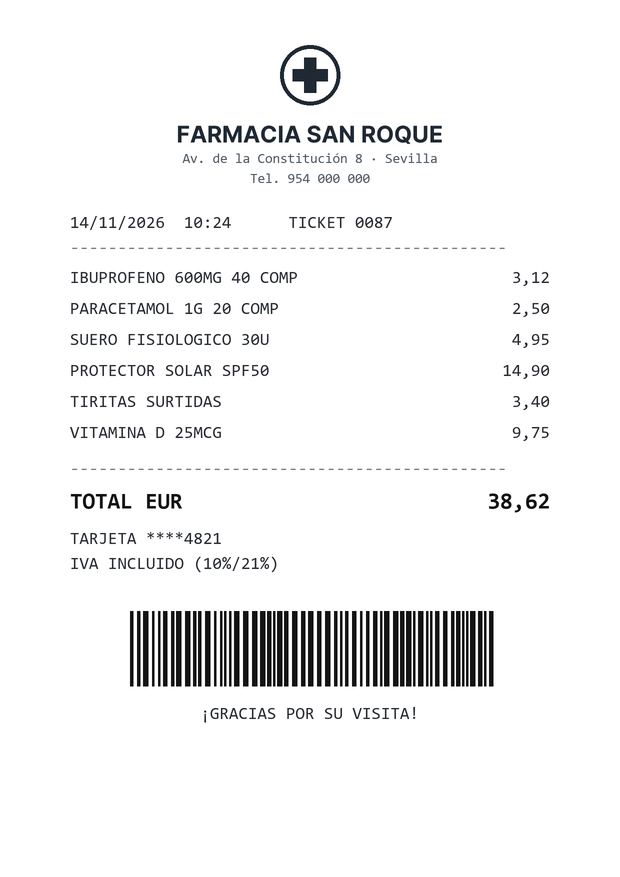 FARMACIA SAN ROQUE
Av. de la Constitución 8 · Sevilla
Tel. 954 000 000
14/11/2026  10:24      TICKET 0087
----------------------------------------------
IBUPROFENO 600MG 40 COMP 3,12
PARACETAMOL 1G 20 COMP 2,50
SUERO FISIOLOGICO 30U 4,95
PROTECTOR SOLAR SPF50 14,90
TIRITAS SURTIDAS 3,40
VITAMINA D 25MCG 9,75
----------------------------------------------
TOTAL EUR 38,62
TARJETA ****4821
IVA INCLUIDO (10%/21%)
¡GRACIAS POR SU VISITA!